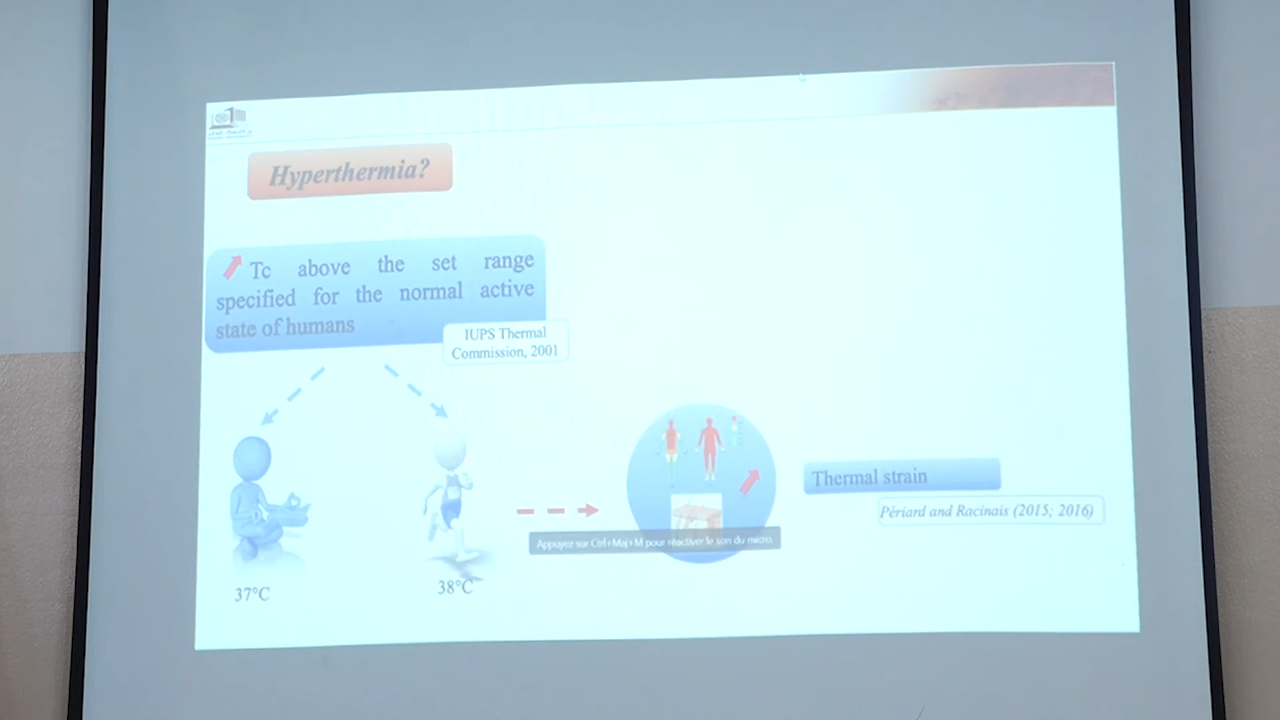 Hyperthermia?
Tc above the set range
specified for the normal active
state of humans
IUPS Thermal
Commission, 2001
Thermal strain
Périard and Racinais (2015; 2016)
Appuyez sur Ctrl+Maj+M pour réactiver le son du micro.
37°C
38°C